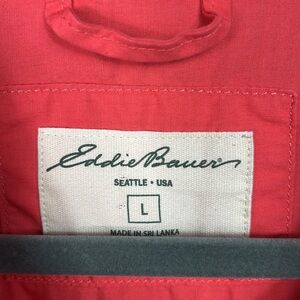 Eddie Bauer
SEATTLE • USA
L
MADE IN SRI LANKA